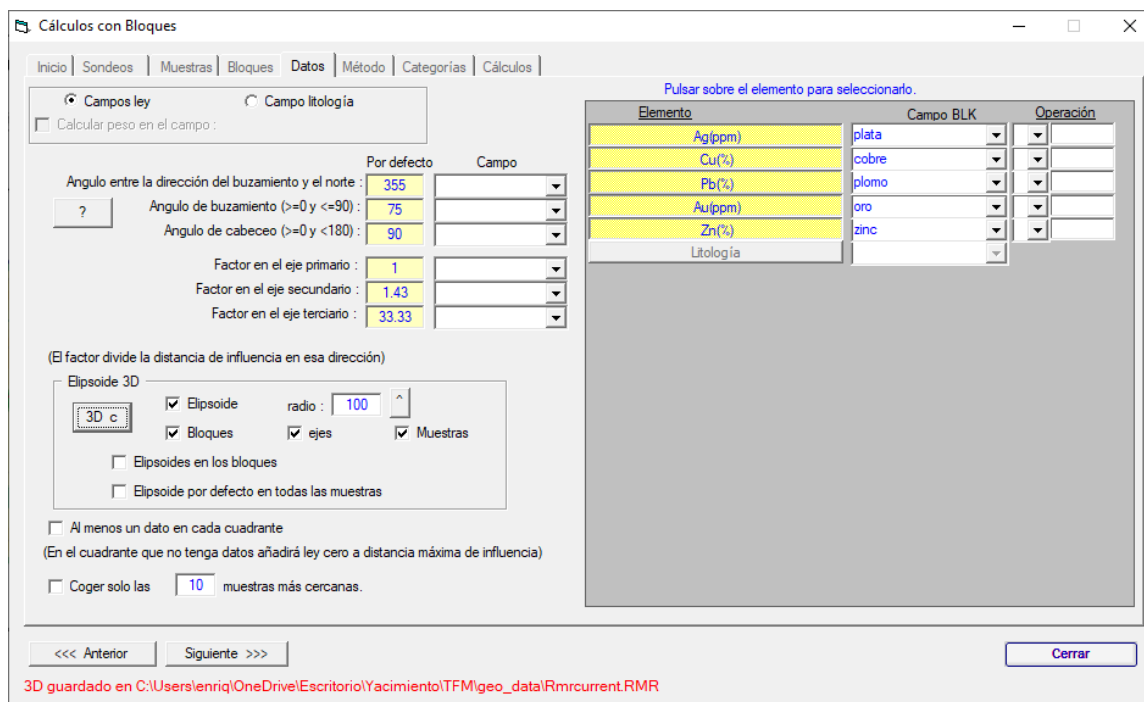 Cálculos con Bloques
Inicio Sondeos Muestras Bloques Datos Método Categorías Cálculos
Campos ley Campo litología
Calcular peso en el campo :
Por defecto Campo
Angulo entre la dirección del buzamiento y el norte : 355
? Angulo de buzamiento (>=0 y <=90) : 75
Angulo de cabeceo (>=0 y <180) : 90
Factor en el eje primario : 1
Factor en el eje secundario : 1.43
Factor en el eje terciario : 33.33
(El factor divide la distancia de influencia en esa dirección)
Elipsoide 3D
3D c Elipsoide radio : 100 ^
Bloques ejes Muestras
Elipsoides en los bloques
Elipsoide por defecto en todas las muestras
Al menos un dato en cada cuadrante
(En el cuadrante que no tenga datos añadirá ley cero a distancia máxima de influencia)
Coger solo las 10 muestras más cercanas.
Pulsar sobre el elemento para seleccionarlo.
Elemento Campo BLK Operación
Ag(ppm) plata
Cu(%) cobre
Pb(%) plomo
Au(ppm) oro
Zn(%) zinc
Litología
<<< Anterior Siguiente >>> Cerrar
3D guardado en C:\Users\enriq\OneDrive\Escritorio\Yacimiento\TFM\geo_data\Rmrcurrent.RMR